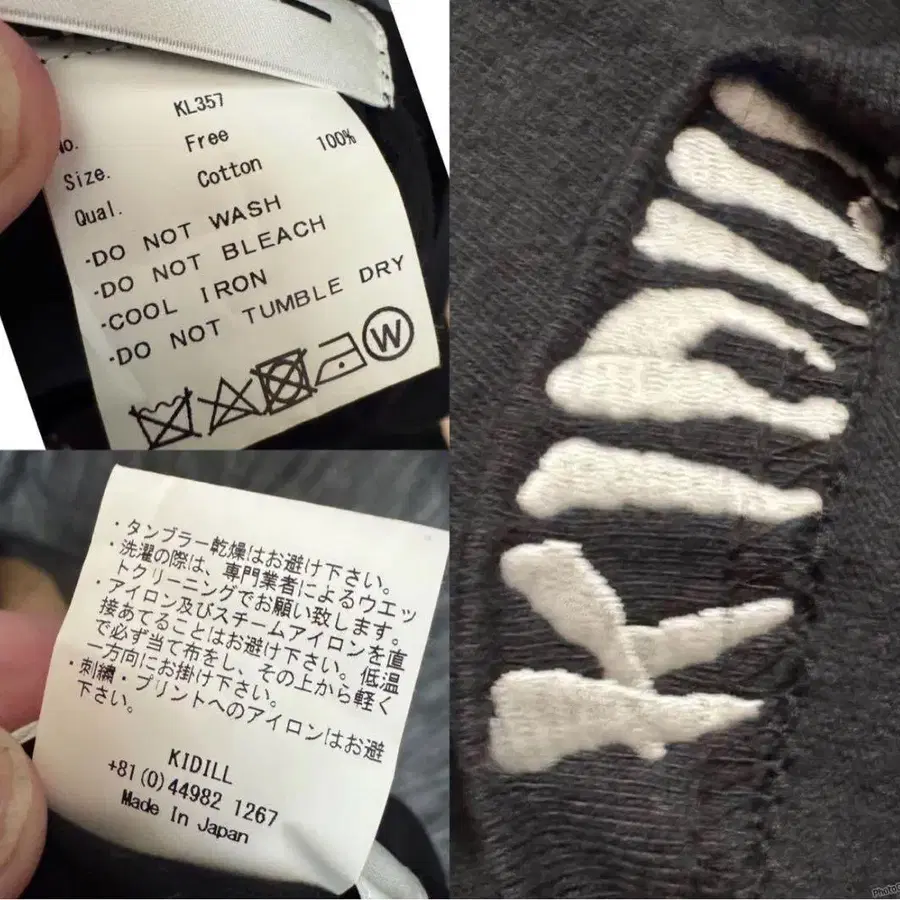 No. KL357
Size. Free
Qual. Cotton 100%
·DO NOT WASH
·DO NOT BLEACH
·COOL IRON
·DO NOT TUMBLE DRY
W
・タンブラー乾燥はお避け下さい。
・洗濯の際は、専門業者によるウエッ
トクリーニングでお願い致します。
・アイロン及びスチームアイロンを直
接あてることはお避け下さい。低温
で必ず当て布をし、その上から軽く
一方向にお掛け下さい。
・刺繍・プリントへのアイロンはお避
下さい。
KIDILL
+81(0)44982 1267
Made In Japan
KIDILL